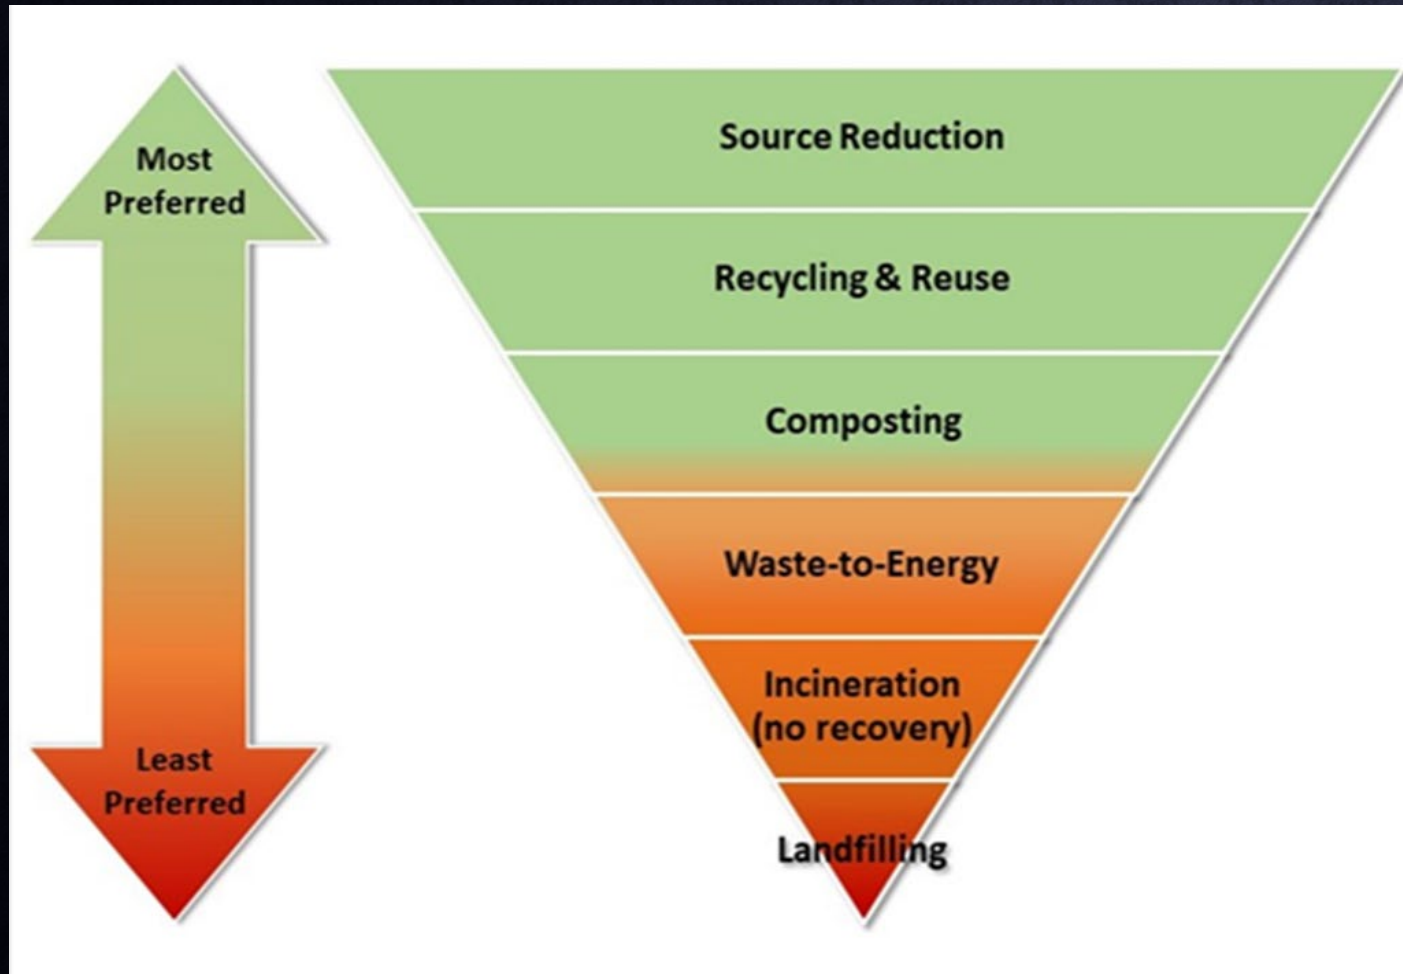 Most
Preferred
Source Reduction
Recycling & Reuse
Composting
Waste-to-Energy
Incineration
(no recovery)
Least
Preferred
Landfilling